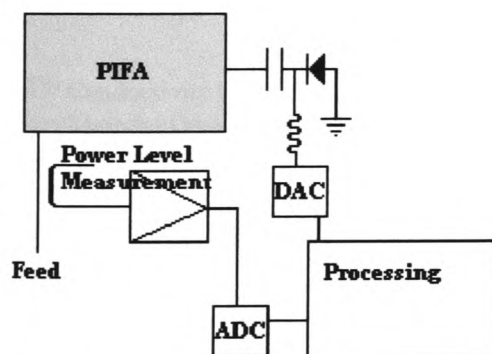 PIFA
Power Level
Measurement
DAC
Feed
Processing
ADC